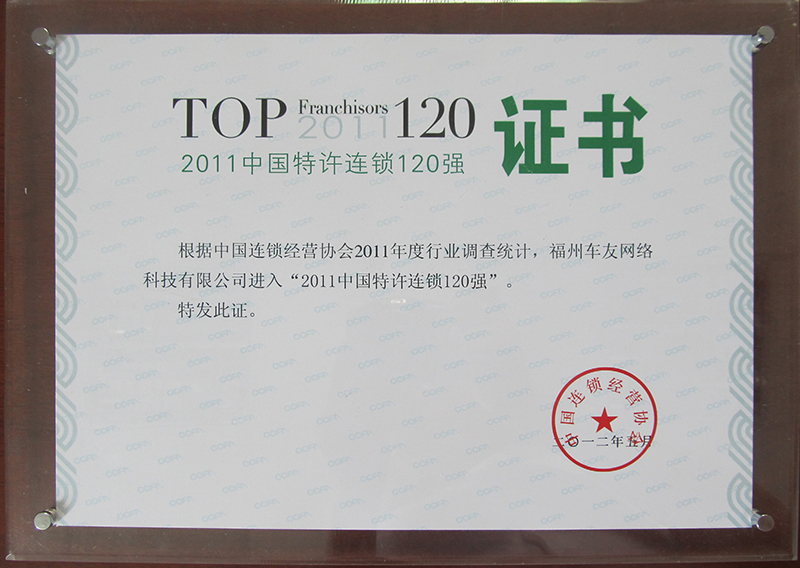 TOP Franchisors 120 证书
2011
2011中国特许连锁120强
根据中国连锁经营协会2011年度行业调查统计，福州车友网络
科技有限公司进入“2011中国特许连锁120强”。
特发此证。
中国连锁经营协会
二〇一二年五月